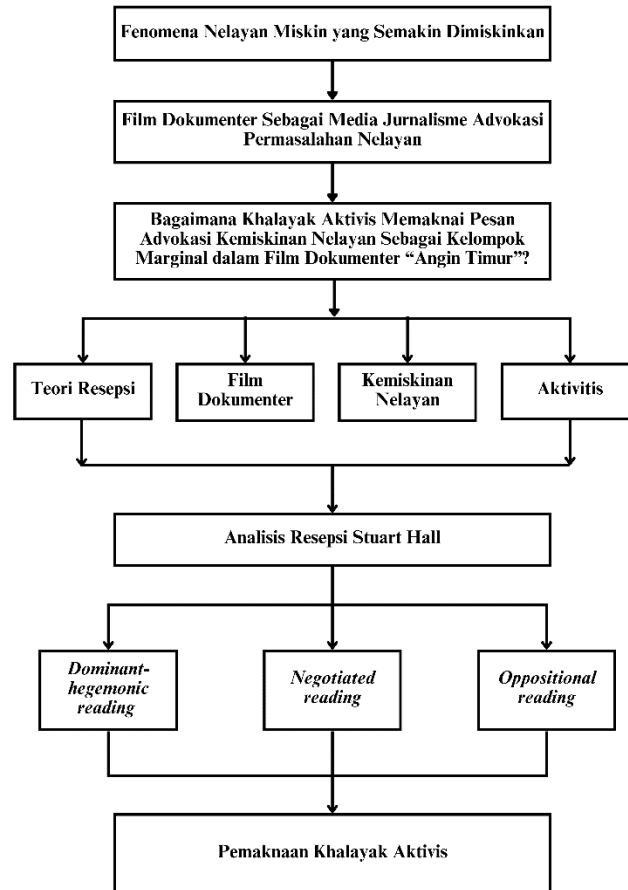 Fenomena Nelayan Miskin yang Semakin Dimiskinkan
Film Dokumenter Sebagai Media Jurnalisme Advokasi
Permasalahan Nelayan
Bagaimana Khalayak Aktivis Memaknai Pesan
Advokasi Kemiskinan Nelayan Sebagai Kelompok
Marginal dalam Film Dokumenter “Angin Timur”?
Teori Resepsi
Film
Dokumenter
Kemiskinan
Nelayan
Aktivitis
Analisis Resepsi Stuart Hall
Dominant-
hegemonic
reading
Negotiated
reading
Oppositional
reading
Pemaknaan Khalayak Aktivis